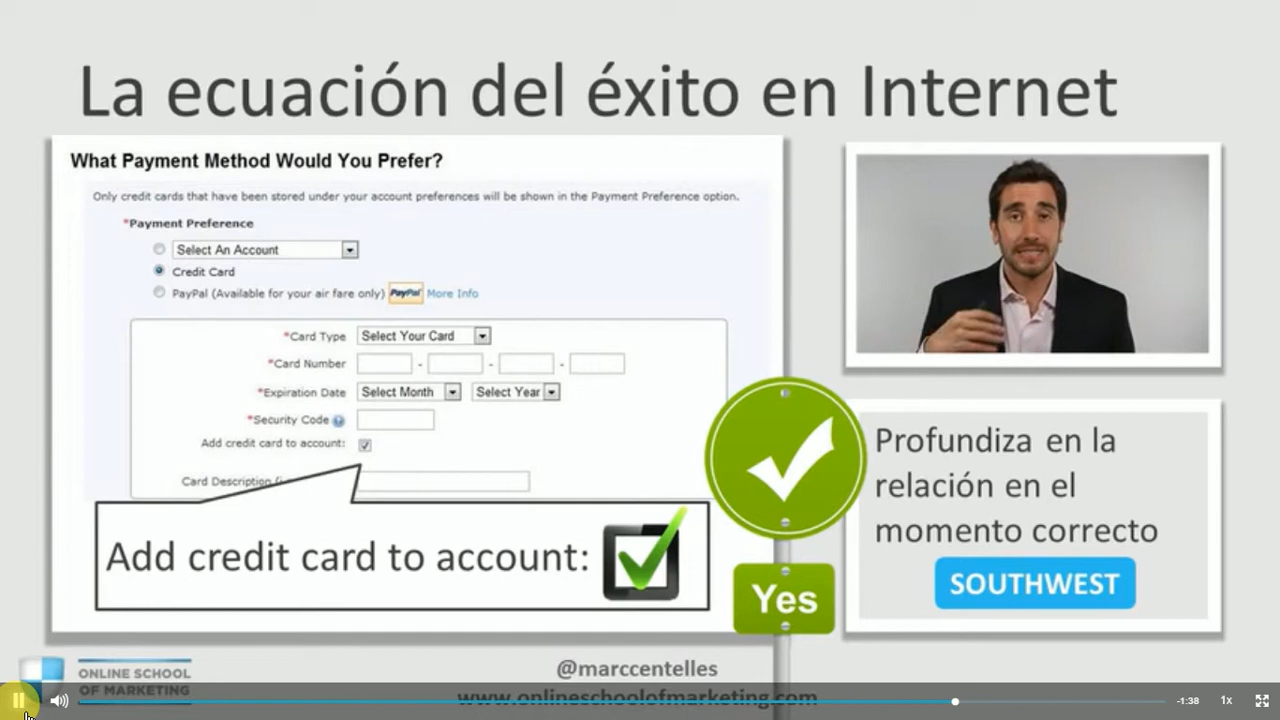 La ecuación del éxito en Internet
What Payment Method Would You Prefer?
Only credit cards that have been stored under your account preferences will be shown in the Payment Preference option.
*Payment Preference
Select An Account
Credit Card
PayPal (Available for your air fare only) PayPal More Info
*Card Type Select Your Card
*Card Number - - -
*Expiration Date Select Month Select Year
*Security Code ?
Add credit card to account:
Card Description
Add credit card to account:
Yes
Profundiza en la
relación en el
momento correcto
SOUTHWEST
ONLINE SCHOOL
OF MARKETING
@marccentelles
www.onlineschoolofmarketing.com
-1:38
1x